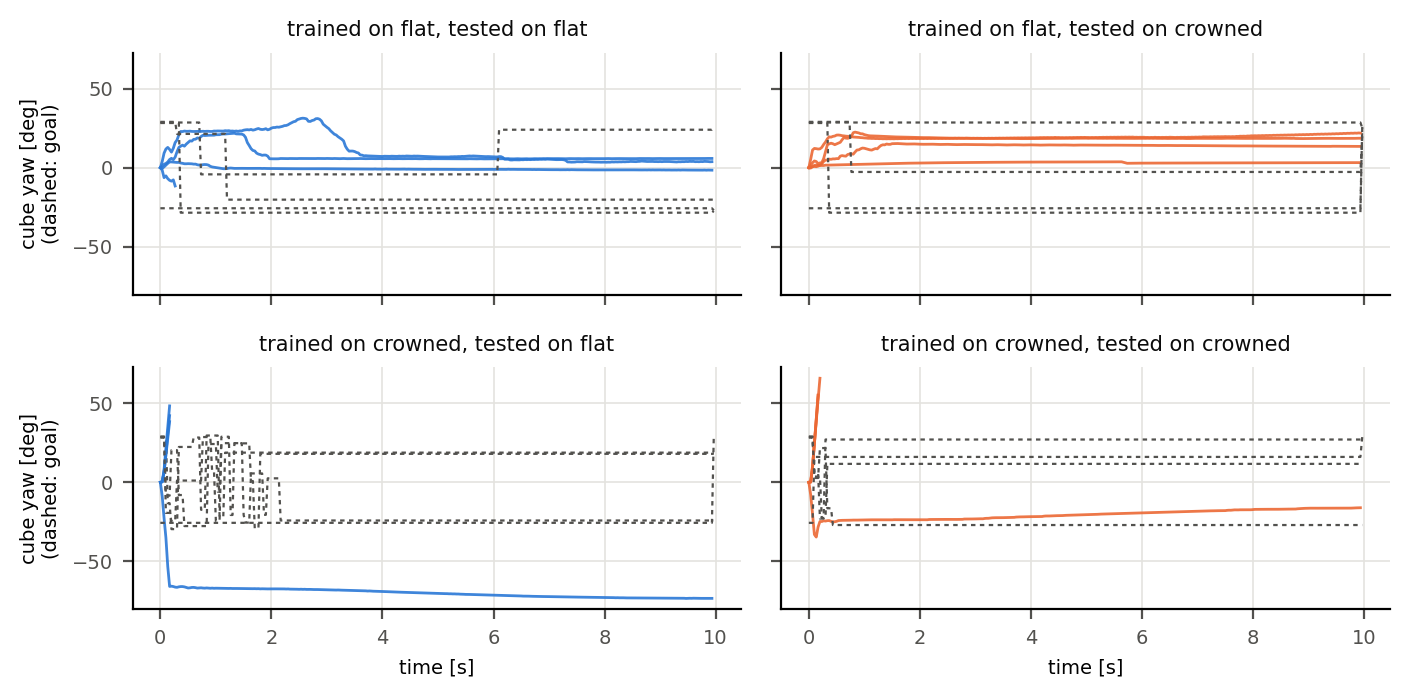 trained on flat, tested on flat
trained on flat, tested on crowned
cube yaw [deg]
(dashed: goal)
50
0
−50
trained on crowned, tested on flat
trained on crowned, tested on crowned
cube yaw [deg]
(dashed: goal)
50
0
−50
0 2 4 6 8 10
0 2 4 6 8 10
time [s]
time [s]